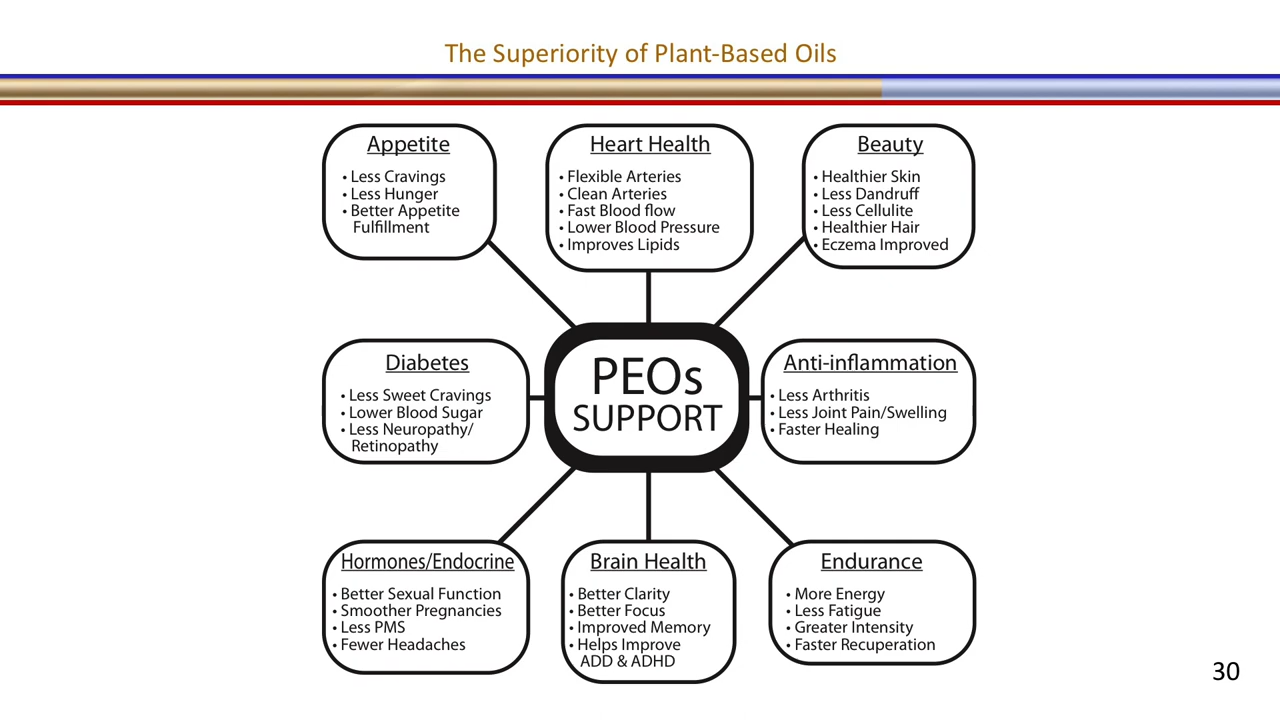 The Superiority of Plant-Based Oils
Appetite
• Less Cravings
• Less Hunger
• Better Appetite
Fulfillment
Heart Health
• Flexible Arteries
• Clean Arteries
• Fast Blood flow
• Lower Blood Pressure
• Improves Lipids
Beauty
• Healthier Skin
• Less Dandruff
• Less Cellulite
• Healthier Hair
• Eczema Improved
Diabetes
• Less Sweet Cravings
• Lower Blood Sugar
• Less Neuropathy/
Retinopathy
PEOs
SUPPORT
Anti-inflammation
• Less Arthritis
• Less Joint Pain/Swelling
• Faster Healing
Hormones/Endocrine
• Better Sexual Function
• Smoother Pregnancies
• Less PMS
• Fewer Headaches
Brain Health
• Better Clarity
• Better Focus
• Improved Memory
• Helps Improve
ADD & ADHD
Endurance
• More Energy
• Less Fatigue
• Greater Intensity
• Faster Recuperation
30